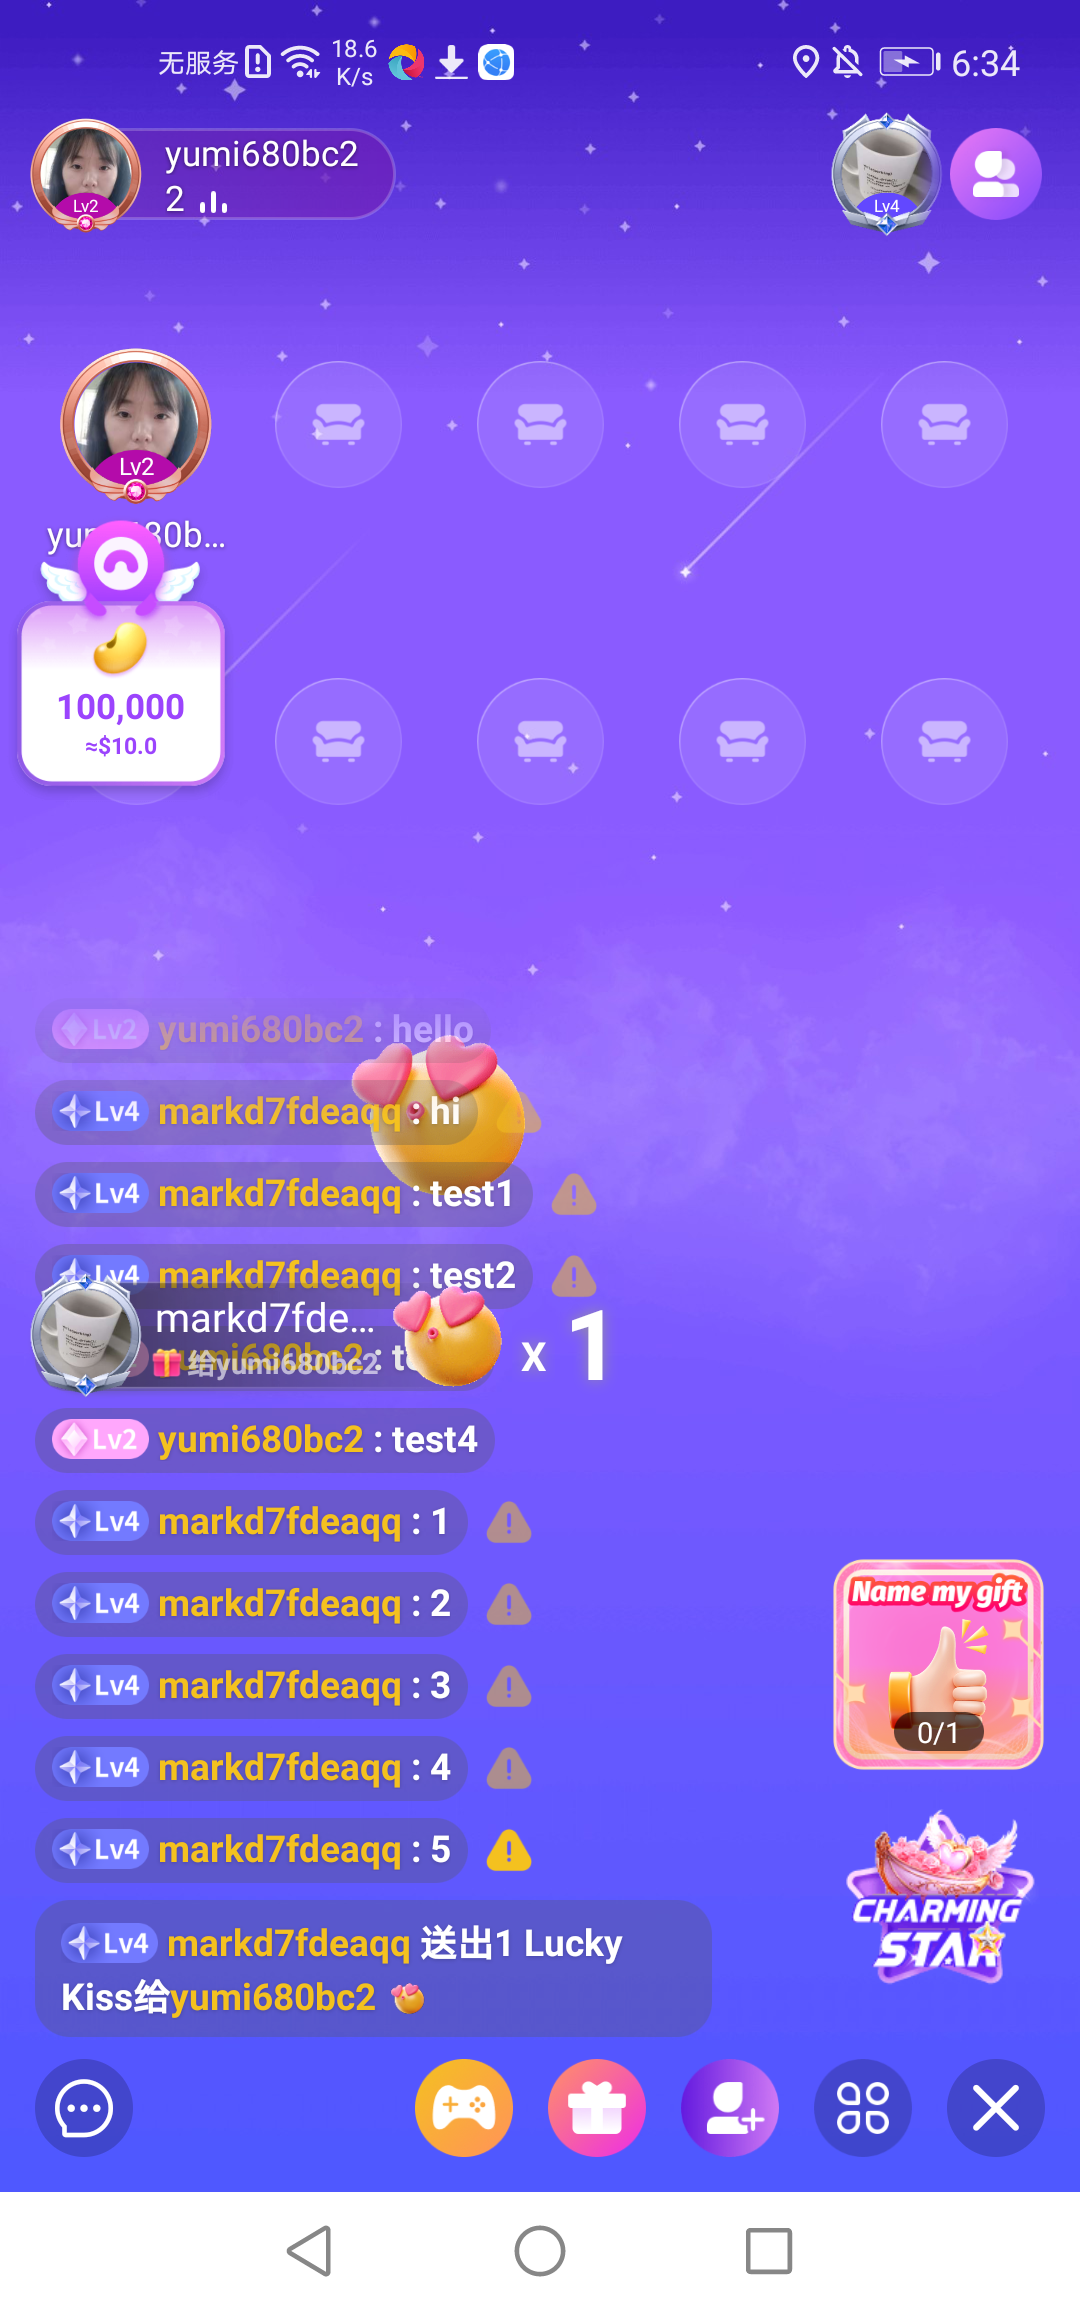 无服务
18.6
K/s
6:34
yumi680bc2
2
Lv2
Lv4
Lv2
100,000
≈$10.0
Lv2 yumi680bc2 : hello
Lv4 markd7fdeaqq : hi
Lv4 markd7fdeaqq : test1
Lv4 markd7fdeaqq : test2
markd7fde...
给yumi680bc2
x 1
Lv2 yumi680bc2 : test4
Lv4 markd7fdeaqq : 1
Lv4 markd7fdeaqq : 2
Name my gift
Lv4 markd7fdeaqq : 3
0/1
Lv4 markd7fdeaqq : 4
Lv4 markd7fdeaqq : 5
CHARMING
STAR
Lv4 markd7fdeaqq 送出1 Lucky
Kiss给yumi680bc2